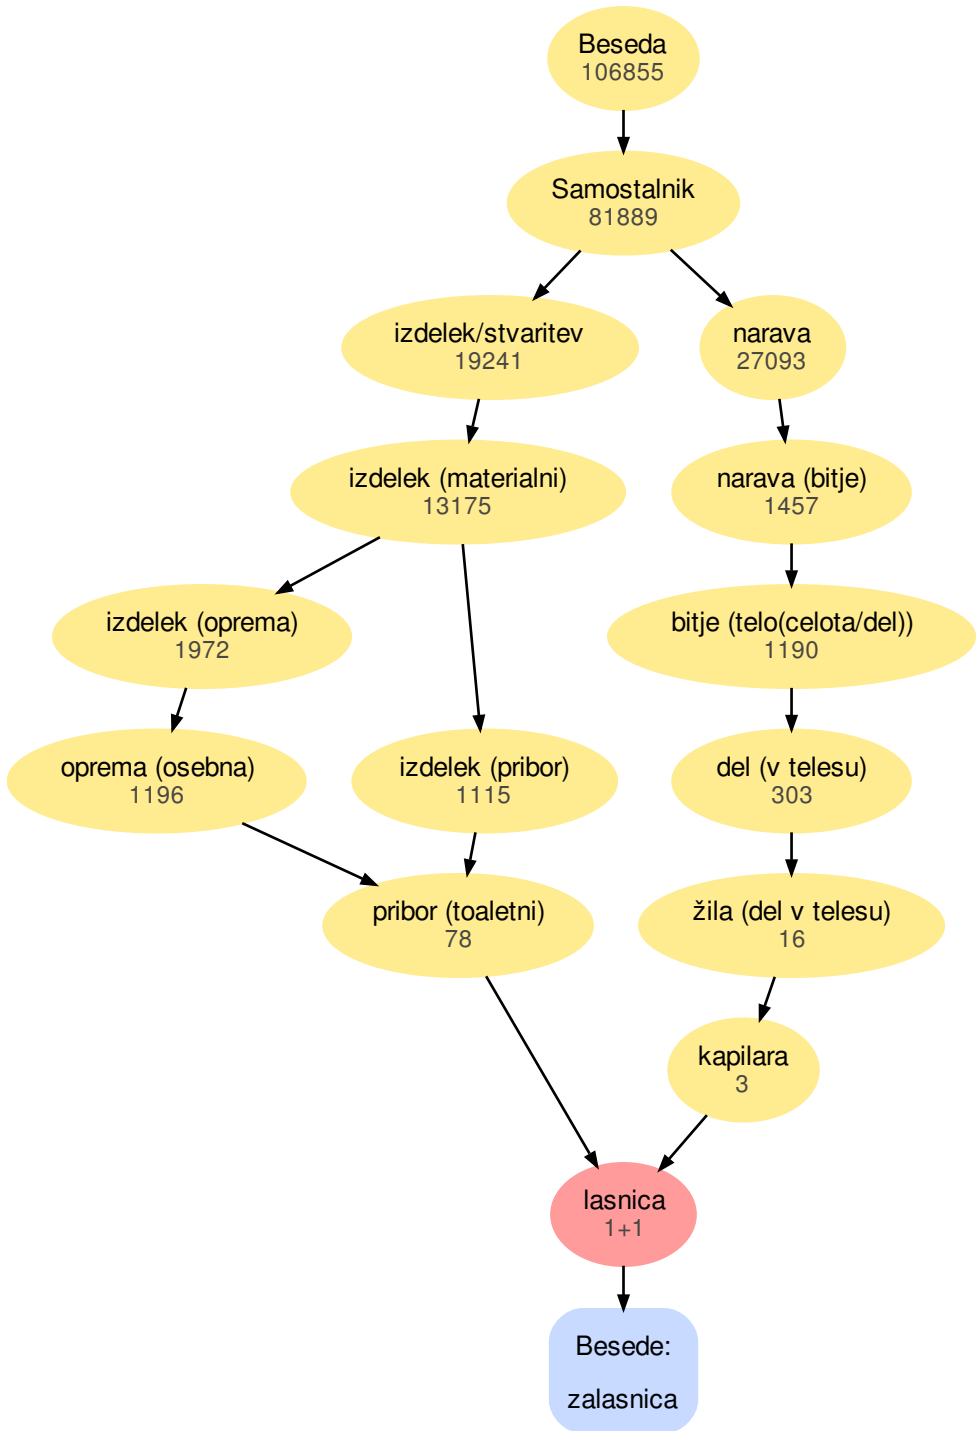 Beseda
106855
Samostalnik
81889
izdelek/stvaritev
19241
narava
27093
izdelek (materialni)
13175
narava (bitje)
1457
izdelek (oprema)
1972
bitje (telo(celota/del))
1190
oprema (osebna)
1196
izdelek (pribor)
1115
del (v telesu)
303
pribor (toaletni)
78
žila (del v telesu)
16
kapilara
3
lasnica
1+1
Besede:
zalasnica